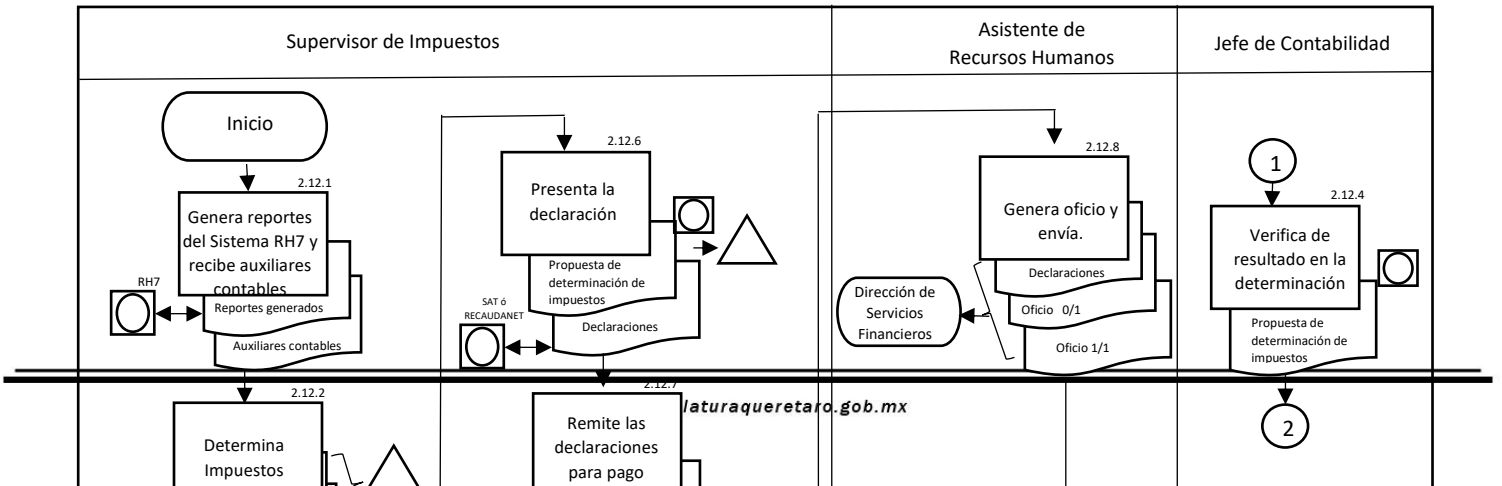 Supervisor de Impuestos
Asistente de
Recursos Humanos
Jefe de Contabilidad
Inicio
2.12.1
Genera reportes
del Sistema RH7 y
recibe auxiliares
contables
RH7
Reportes generados
Auxiliares contables
2.12.2
Determina
Impuestos
2.12.6
Presenta la
declaración
Propuesta de
determinación de
impuestos
SAT ó
RECAUDANET
Declaraciones
2.12.7
Remite las
declaraciones
para pago
laturaqueretaro.gob.mx
2.12.8
Genera oficio y
envía.
Declaraciones
Oficio 0/1
Oficio 1/1
Dirección de
Servicios
Financieros
1
2.12.4
Verifica de
resultado en la
determinación
Propuesta de
determinación de
impuestos
2